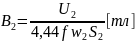 B₂ = U₂ / 4,44 f w₂ S₂ [тл]